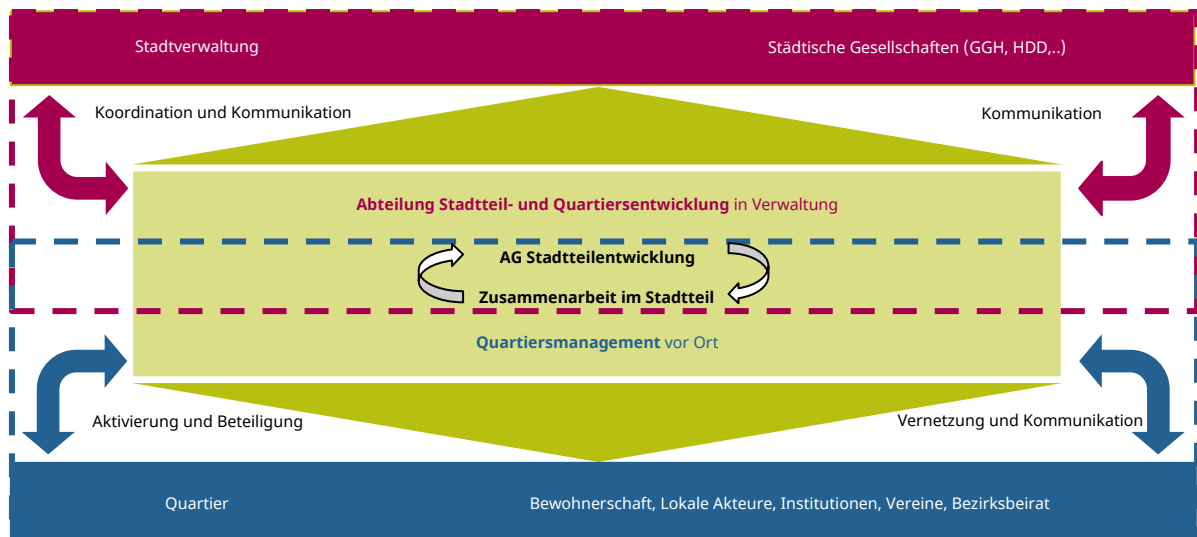 Stadtverwaltung
Städtische Gesellschaften (GGH, HDD,..)
Koordination und Kommunikation
Kommunikation
Abteilung Stadtteil- und Quartiersentwicklung in Verwaltung
AG Stadtteilentwicklung
Zusammenarbeit im Stadtteil
Quartiersmanagement vor Ort
Aktivierung und Beteiligung
Vernetzung und Kommunikation
Quartier
Bewohnerschaft, Lokale Akteure, Institutionen, Vereine, Bezirksbeirat